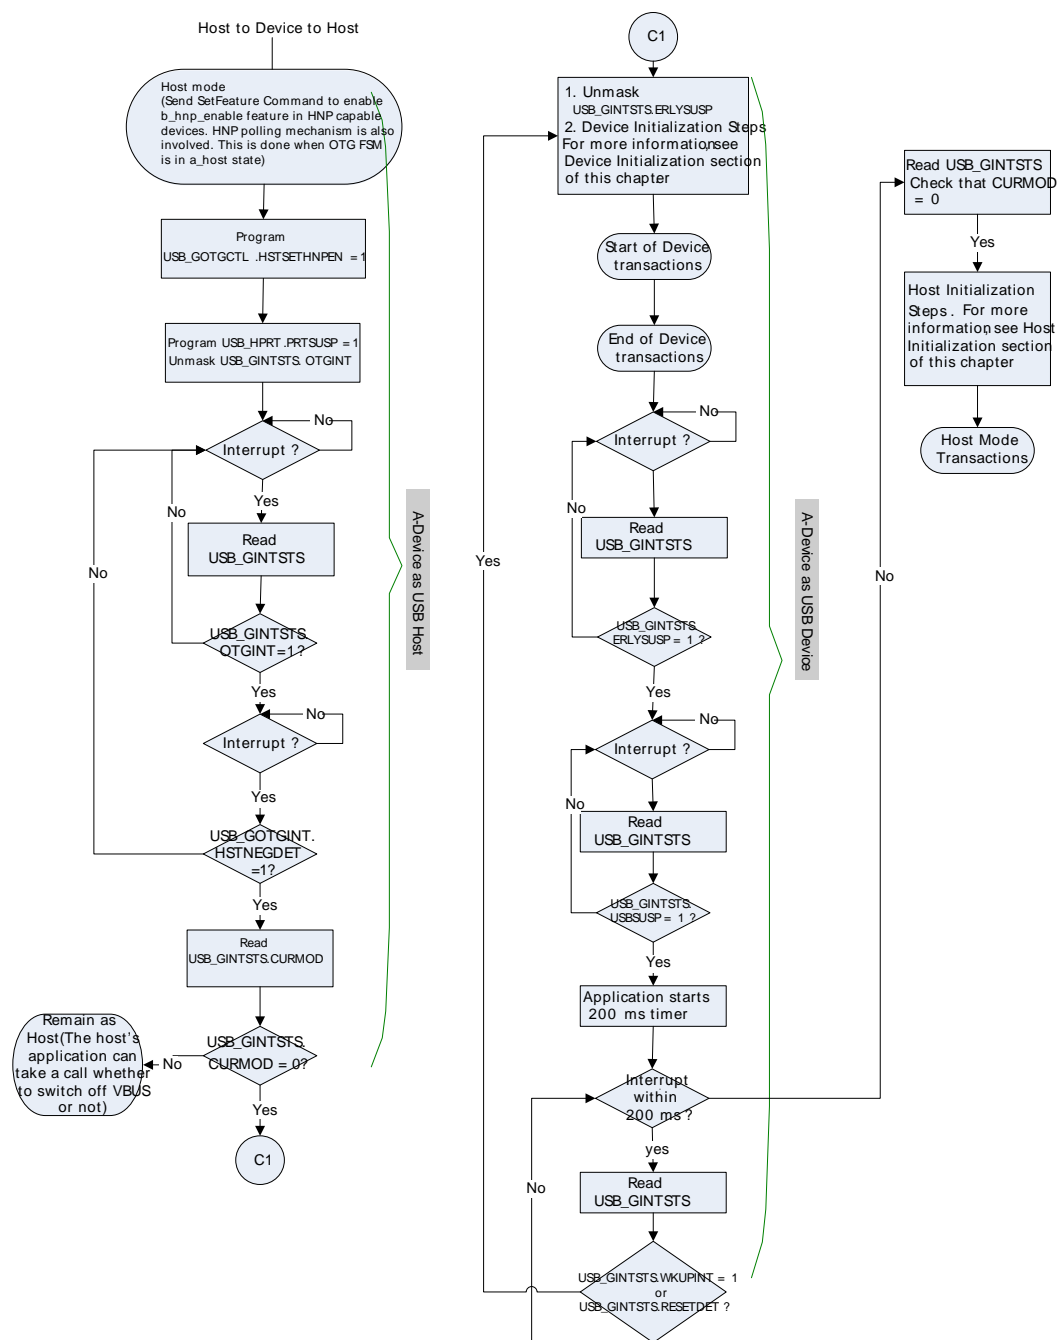 Host to Device to Host
Host mode
(Send SetFeature Command to enable
b_hnp_enable feature in HNP capable
devices. HNP polling mechanism is also
involved. This is done when OTG FSM
is in a_host state)
Program
USB_GOTGCTL .HSTSETHNPEN = 1
Program USB_HPRT.PRTSUSP = 1
Unmask USB_GINTSTS. OTGINT
No
Interrupt ?
Yes
No
Read
USB_GINTSTS
No
USB_GINTSTS.
OTGINT=1?
Yes
No
Interrupt ?
Yes
USB_GOTGINT.
HSTNEGDET
=1?
Yes
Read
USB_GINTSTS.CURMOD
USB_GINTSTS.
CURMOD = 0?
No
Remain as
Host(The host's
application can
take a call whether
to switch off VBUS
or not)
Yes
C1
A-Device as USB Host
C1
1. Unmask
USB_GINTSTS.ERLYSUSP
2. Device Initialization Steps
For more information, see
Device Initialization section
of this chapter
Start of Device
transactions
End of Device
transactions
No
Interrupt ?
No
Read
USB_GINTSTS
Yes
USB_GINTSTS.
ERLYSUSP = 1 ?
Yes
No
Interrupt ?
No
Read
USB_GINTSTS
USB_GINTSTS.
USBSUSP = 1 ?
Yes
Application starts
200 ms timer
Interrupt
within
200 ms ?
yes
No
Read
USB_GINTSTS
USB_GINTSTS.WKUPINT = 1
or
USB_GINTSTS.RESETDET ?
A-Device as USB Device
No
Read USB_GINTSTS
Check that CURMOD
= 0
Yes
Host Initialization
Steps. For more
information, see Host
Initialization section
of this chapter
Host Mode
Transactions